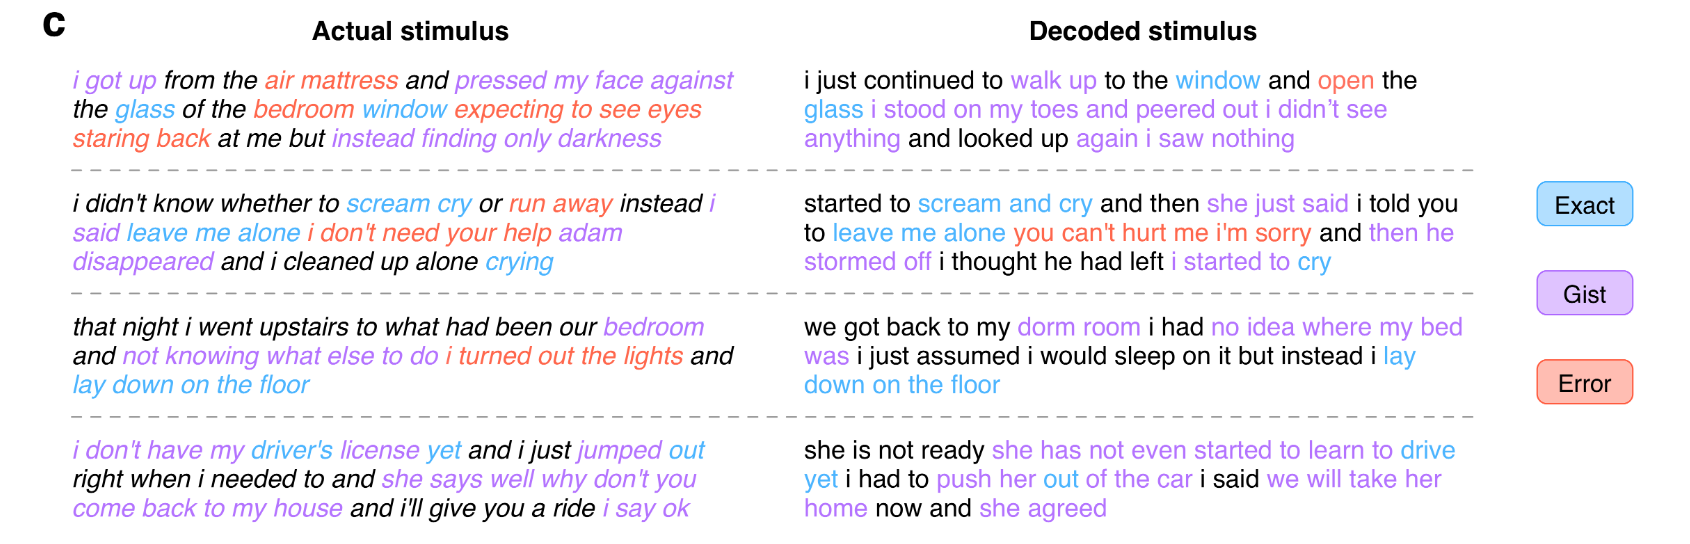 c
Actual stimulus
Decoded stimulus
i got up from the air mattress and pressed my face against
the glass of the bedroom window expecting to see eyes
staring back at me but instead finding only darkness
i just continued to walk up to the window and open the
glass i stood on my toes and peered out i didn’t see
anything and looked up again i saw nothing
i didn't know whether to scream cry or run away instead i
said leave me alone i don't need your help adam
disappeared and i cleaned up alone crying
started to scream and cry and then she just said i told you
to leave me alone you can't hurt me i'm sorry and then he
stormed off i thought he had left i started to cry
that night i went upstairs to what had been our bedroom
and not knowing what else to do i turned out the lights and
lay down on the floor
we got back to my dorm room i had no idea where my bed
was i just assumed i would sleep on it but instead i lay
down on the floor
i don't have my driver's license yet and i just jumped out
right when i needed to and she says well why don't you
come back to my house and i'll give you a ride i say ok
she is not ready she has not even started to learn to drive
yet i had to push her out of the car i said we will take her
home now and she agreed
Exact
Gist
Error